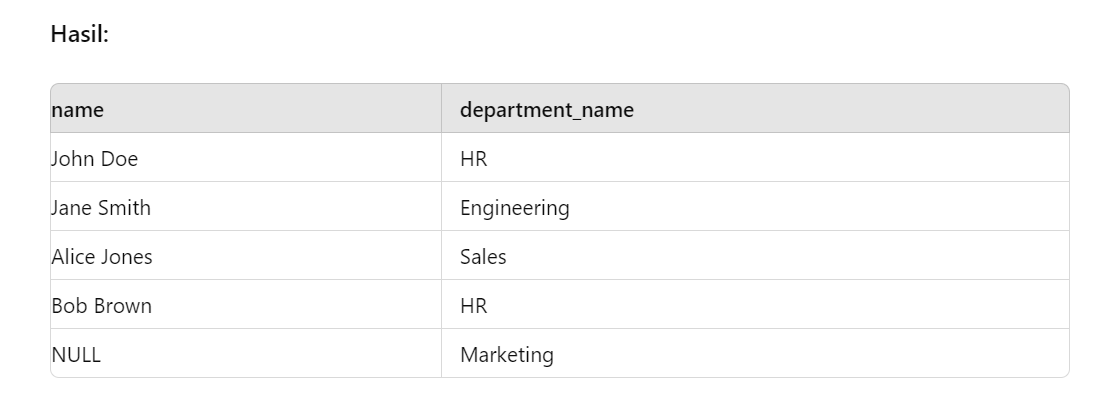 Hasil:
name department_name
John Doe HR
Jane Smith Engineering
Alice Jones Sales
Bob Brown HR
NULL Marketing